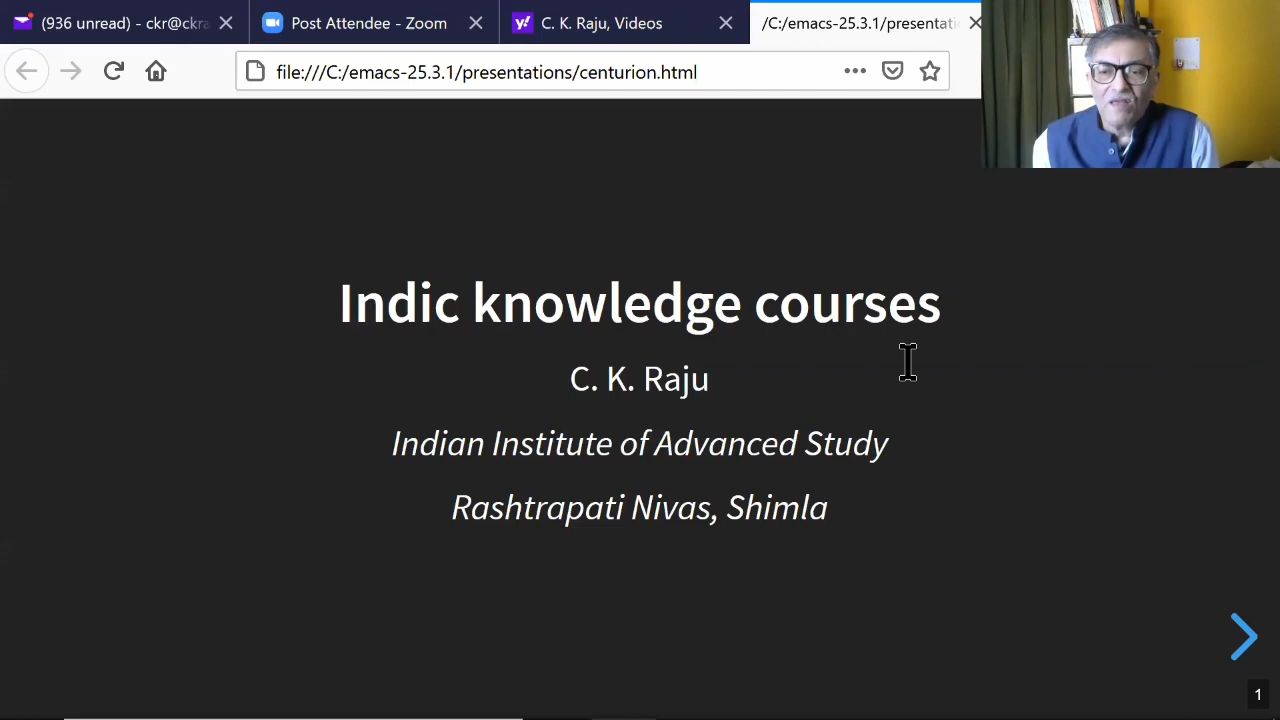 (936 unread) - ckr@ckra
Post Attendee - Zoom
y!
C. K. Raju, Videos
/C:/emacs-25.3.1/presentati
file:///C:/emacs-25.3.1/presentations/centurion.html
Indic knowledge courses
C. K. Raju
Indian Institute of Advanced Study
Rashtrapati Nivas, Shimla
1